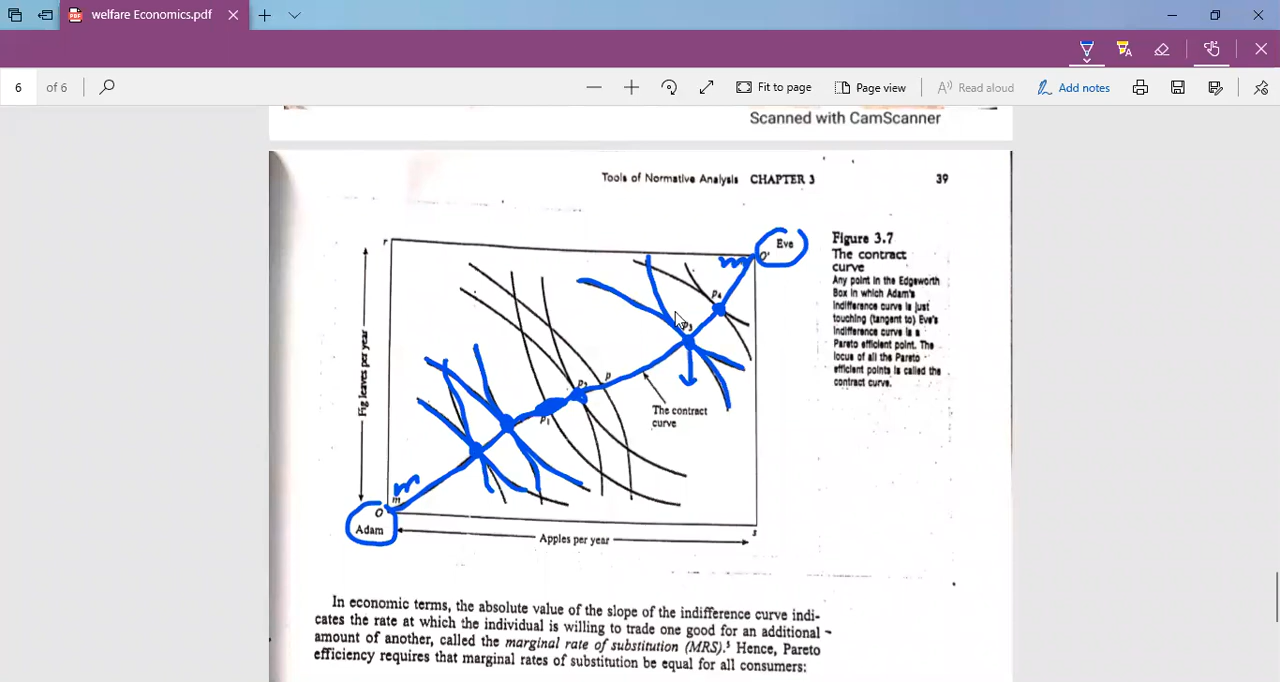 welfare Economics.pdf
6 of 6
Fit to page
Page view
Read aloud
Add notes
Scanned with CamScanner
Tools of Normative Analysis CHAPTER 3 39
r
Eve
O'
m
Figure 3.7
The contract
curve
Any point in the Edgeworth
Box in which Adam's
indifference curve is just
touching (tangent to) Eve's
indifference curve is a
Pareto efficient point. The
locus of all the Pareto
efficient points is called the
contract curve.
Fig leaves per year
P4
P3
P2
P
P1
The contract
curve
m
m
O
Adam
s
Apples per year
In economic terms, the absolute value of the slope of the indifference curve indi-
cates the rate at which the individual is willing to trade one good for an additional
amount of another, called the marginal rate of substitution (MRS).³ Hence, Pareto
efficiency requires that marginal rates of substitution be equal for all consumers: